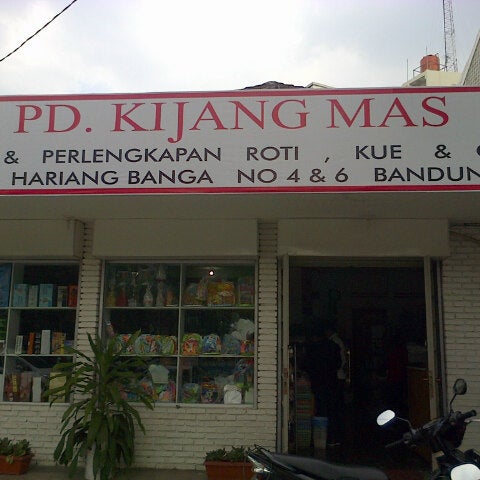 PD. KIJANG MAS
& PERLENGKAPAN ROTI , KUE &
HARIANG BANGA NO 4 & 6 BANDUN